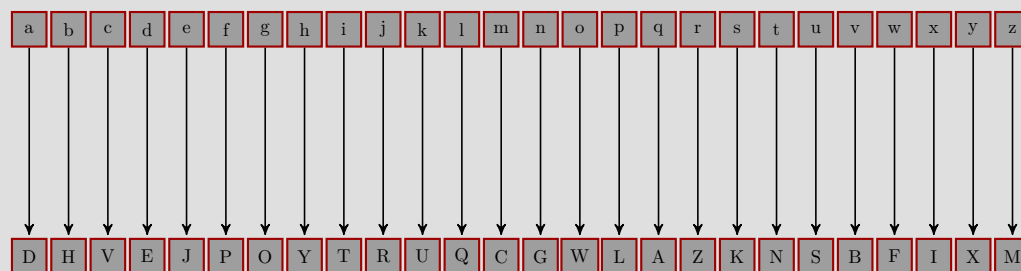 a b c d e f g h i j k l m n o p q r s t u v w x y z
D H V E J P O Y T R U Q C G W L A Z K N S B F I X M